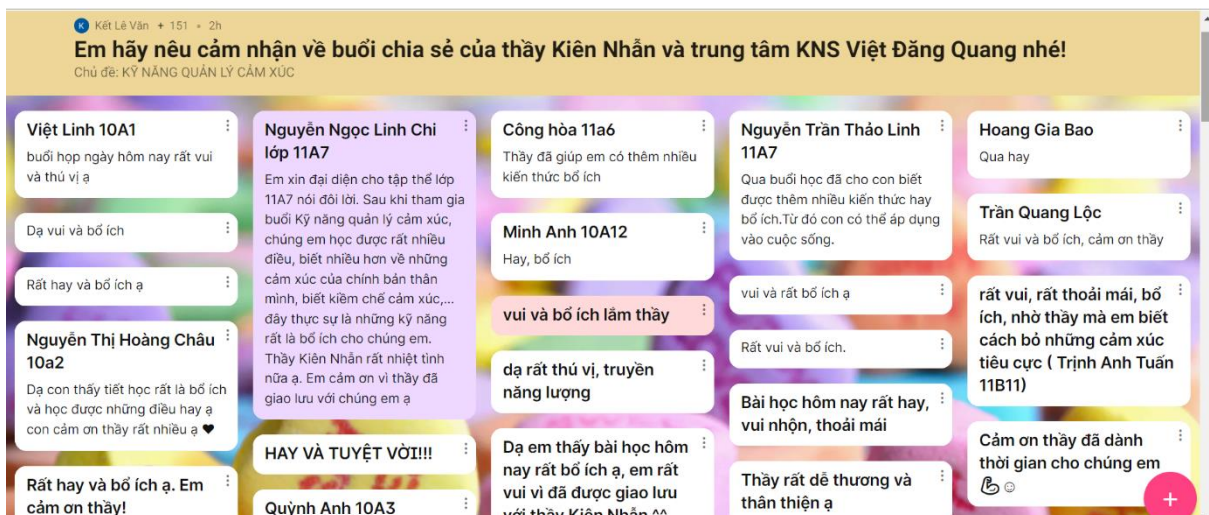 K Kết Lê Văn + 151 • 2h
Em hãy nêu cảm nhận về buổi chia sẻ của thầy Kiên Nhẫn và trung tâm KNS Việt Đăng Quang nhé!
Chủ đề: KỸ NĂNG QUẢN LÝ CẢM XÚC
Việt Linh 10A1
buổi họp ngày hôm nay rất vui
và thú vị ạ
Dạ vui và bổ ích
Rất hay và bổ ích ạ
Nguyễn Thị Hoàng Châu
10a2
Dạ con thấy tiết học rất là bổ ích
và học được những điều hay ạ
con cảm ơn thầy rất nhiều ạ ♥
Rất hay và bổ ích ạ. Em
cảm ơn thầy!
Nguyễn Ngọc Linh Chi
lớp 11A7
Em xin đại diện cho tập thể lớp
11A7 nói đôi lời. Sau khi tham gia
buổi Kỹ năng quản lý cảm xúc,
chúng em học được rất nhiều
điều, biết nhiều hơn về những
cảm xúc của chính bản thân
mình, biết kiềm chế cảm xúc,...
đây thực sự là những kỹ năng
rất là bổ ích cho chúng em.
Thầy Kiên Nhẫn rất nhiệt tình
nữa ạ. Em cảm ơn vì thầy đã
giao lưu với chúng em ạ
HAY VÀ TUYỆT VỜI!!!
Quỳnh Anh 10A3
Công hòa 11a6
Thầy đã giúp em có thêm nhiều
kiến thức bổ ích
Minh Anh 10A12
Hay, bổ ích
vui và bổ ích lắm thầy
dạ rất thú vị, truyền
năng lượng
Dạ em thấy bài học hôm
nay rất bổ ích ạ, em rất
vui vì đã được giao lưu
với thầy Kiên Nhẫn ^^
Nguyễn Trần Thảo Linh
11A7
Qua buổi học đã cho con biết
được thêm nhiều kiến thức hay
bổ ích.Từ đó con có thể áp dụng
vào cuộc sống.
vui và rất bổ ích ạ
Rất vui và bổ ích.
Bài học hôm nay rất hay,
vui nhộn, thoải mái
Thầy rất dễ thương và
thân thiện ạ
Hoang Gia Bao
Qua hay
Trần Quang Lộc
Rất vui và bổ ích, cảm ơn thầy
rất vui, rất thoải mái, bổ
ích, nhờ thầy mà em biết
cách bỏ những cảm xúc
tiêu cực ( Trịnh Anh Tuấn
11B11)
Cảm ơn thầy đã dành
thời gian cho chúng em
💪☺